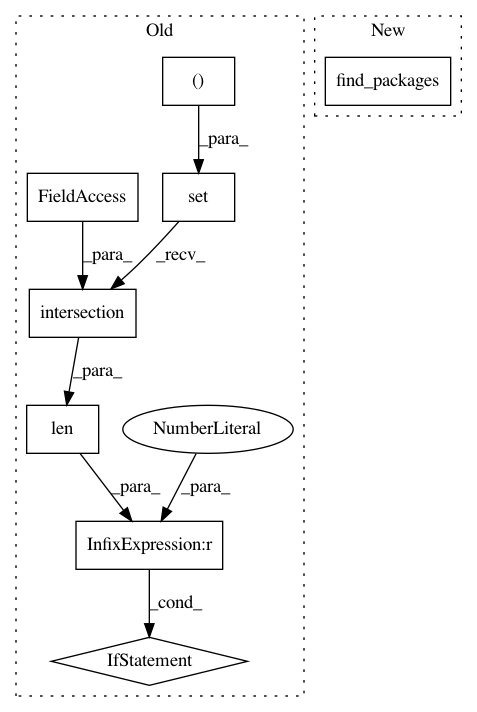 Old
New
()
find_packages
_para_
FieldAccess
set
_para_
_recv_
intersection
_para_
len
NumberLiteral
_para_
_para_
InfixExpression:r
_cond_
IfStatement